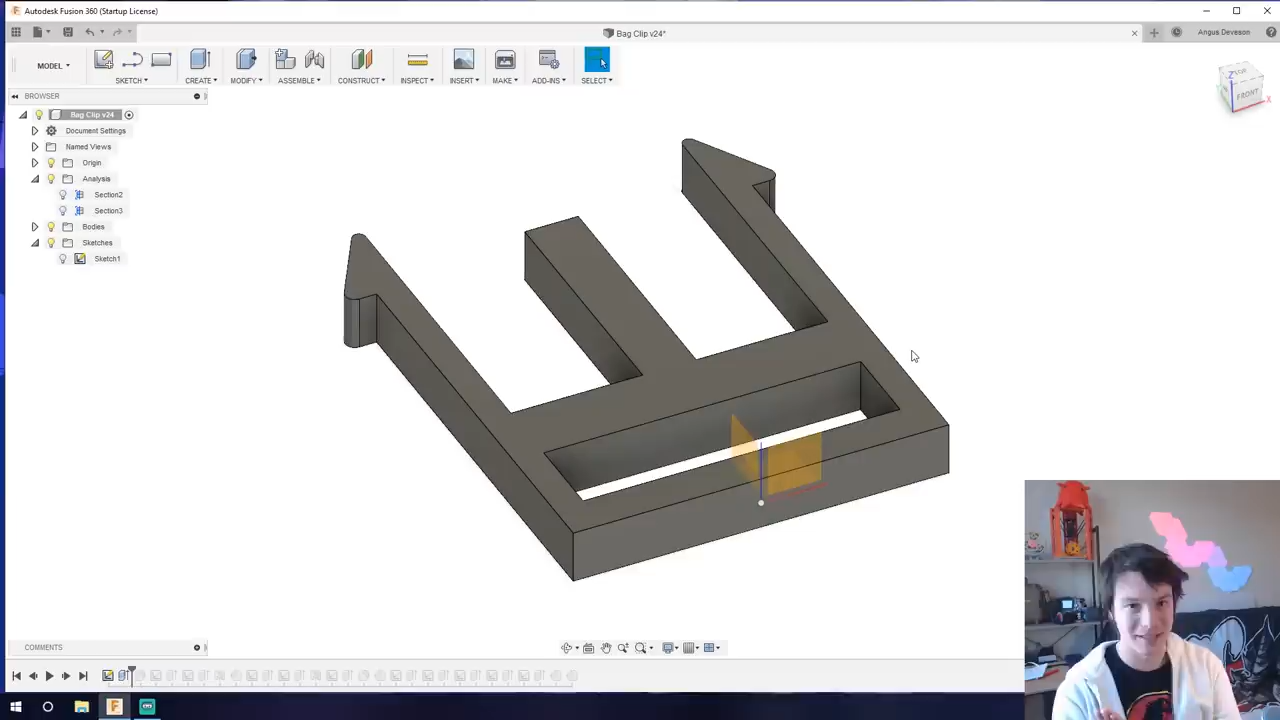 Autodesk Fusion 360 (Startup License)
Bag Clip v24*
Angus Deveson
MODEL
SKETCH
CREATE
MODIFY
ASSEMBLE
CONSTRUCT
INSPECT
INSERT
MAKE
ADD-INS
SELECT
BROWSER
Bag Clip v24
Document Settings
Named Views
Origin
Analysis
Section2
Section3
Bodies
Sketches
Sketch1
Z
FRONT
X
COMMENTS